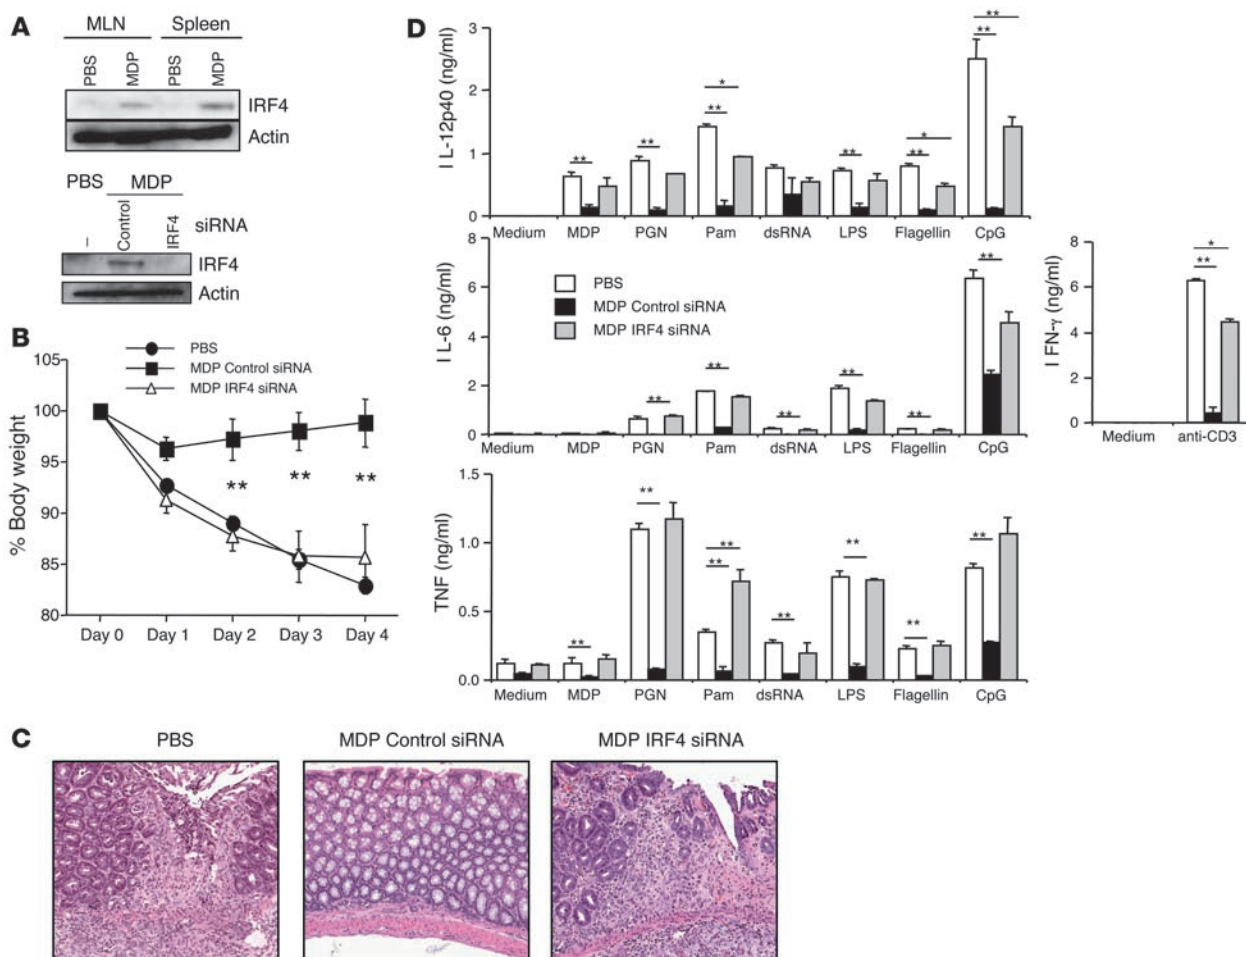 A
MLN Spleen
PBS MDP PBS MDP
IRF4
Actin
PBS MDP
– Control IRF4 siRNA
IRF4
Actin
B
105
100
95
90
85
80
% Body weight
PBS
MDP Control siRNA
MDP IRF4 siRNA
** ** **
Day 0 Day 1 Day 2 Day 3 Day 4
C
PBS MDP Control siRNA MDP IRF4 siRNA
D
I L-12p40 (ng/ml)
3
2
1
0
** ** ** * ** ** * ** **
Medium MDP PGN Pam dsRNA LPS Flagellin CpG
I L-6 (ng/ml)
8
6
4
2
0
PBS
MDP Control siRNA
MDP IRF4 siRNA
** ** ** ** ** **
Medium MDP PGN Pam dsRNA LPS Flagellin CpG
TNF (ng/ml)
1.5
1.0
0.5
0.0
** ** ** ** ** ** ** **
Medium MDP PGN Pam dsRNA LPS Flagellin CpG
I FN-γ (ng/ml)
8
6
4
2
0
* **
Medium anti-CD3